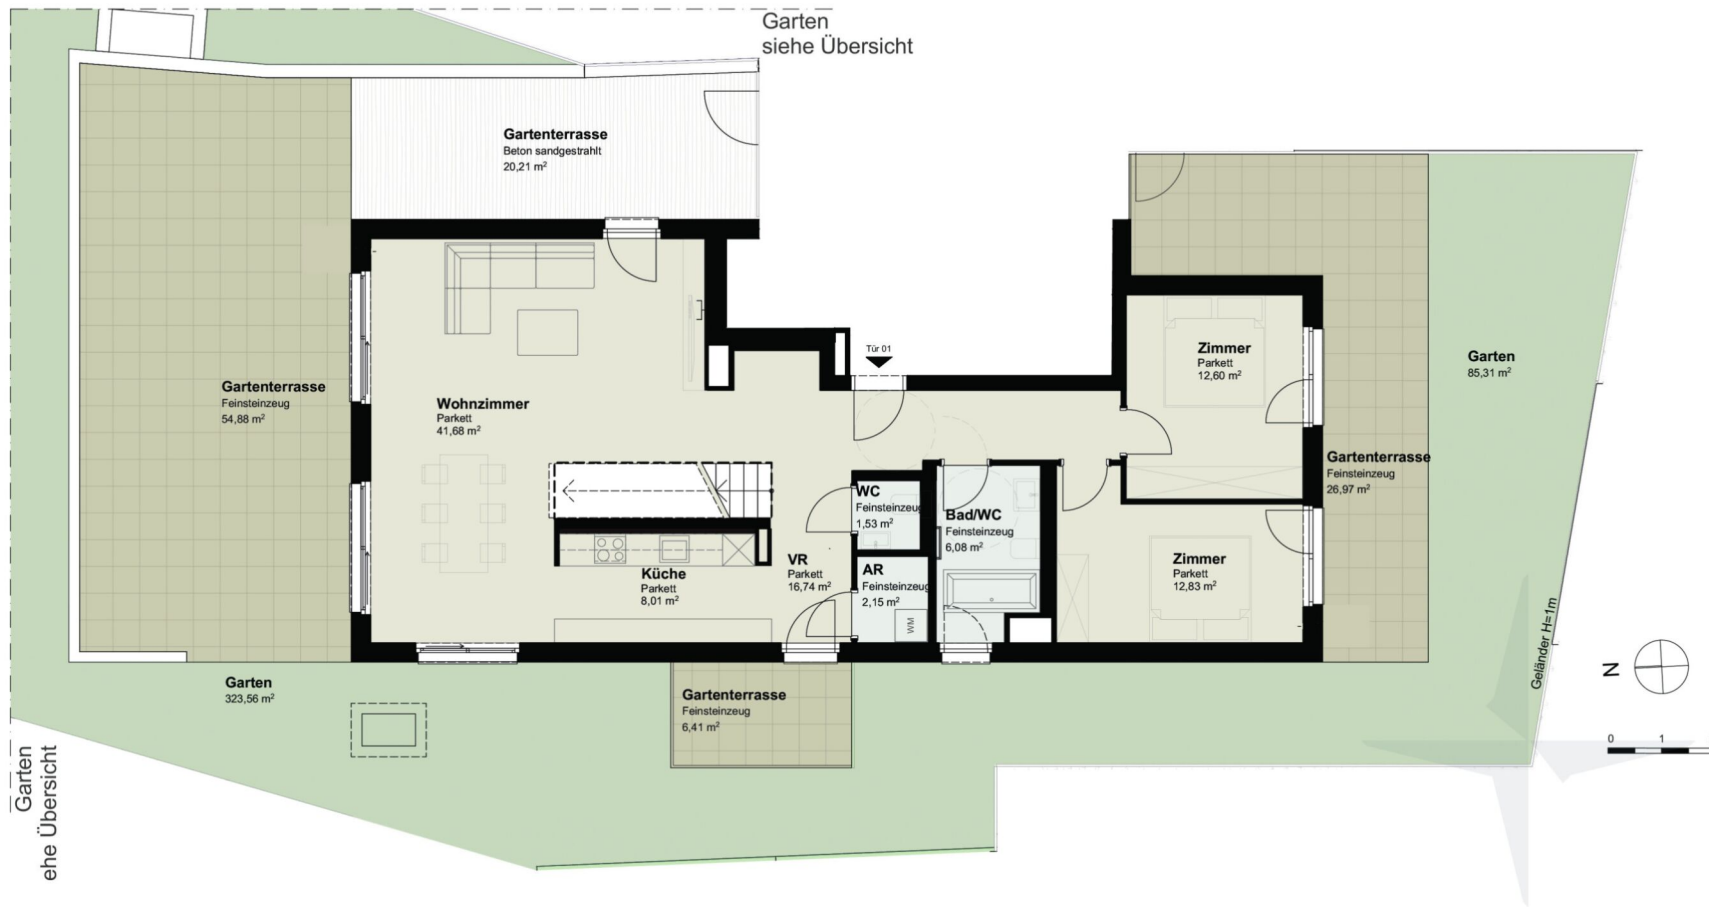 Garten
siehe Übersicht
Gartenterrasse
Beton sandgestrahlt
20,21 m²
Tür 01
Zimmer
Parkett
12,60 m²
Garten
85,31 m²
Gartenterrasse
Feinsteinzeug
54,88 m²
Wohnzimmer
Parkett
41,68 m²
Gartenterrasse
Feinsteinzeug
26,97 m²
WC
Feinsteinzeug
1,53 m²
Bad/WC
Feinsteinzeug
6,08 m²
Küche
Parkett
8,01 m²
VR
Parkett
16,74 m²
AR
Feinsteinzeug
2,15 m²
WM
Zimmer
Parkett
12,83 m²
Geländer H=1m
N
0 1
Garten
323,56 m²
Gartenterrasse
Feinsteinzeug
6,41 m²
Garten
ehe Übersicht